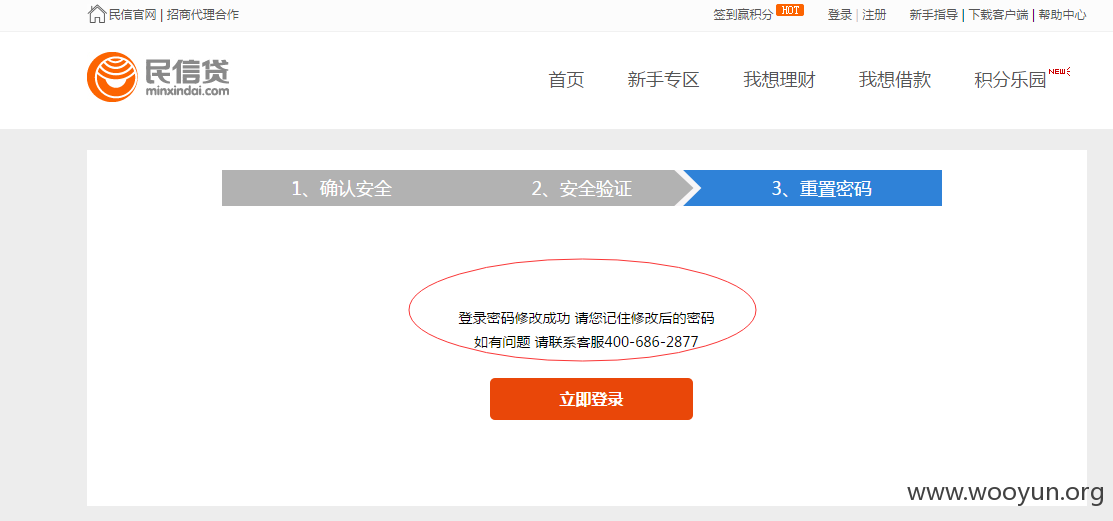 民信官网 | 招商代理合作
签到赢积分 HOT 登录 | 注册 新手指导 | 下载客户端 | 帮助中心
民信贷
minxindai.com
首页 新手专区 我想理财 我想借款 积分乐园 NEW
1、确认安全 2、安全验证 3、重置密码
登录密码修改成功 请您记住修改后的密码
如有问题 请联系客服400-686-2877
立即登录
www.wooyun.org